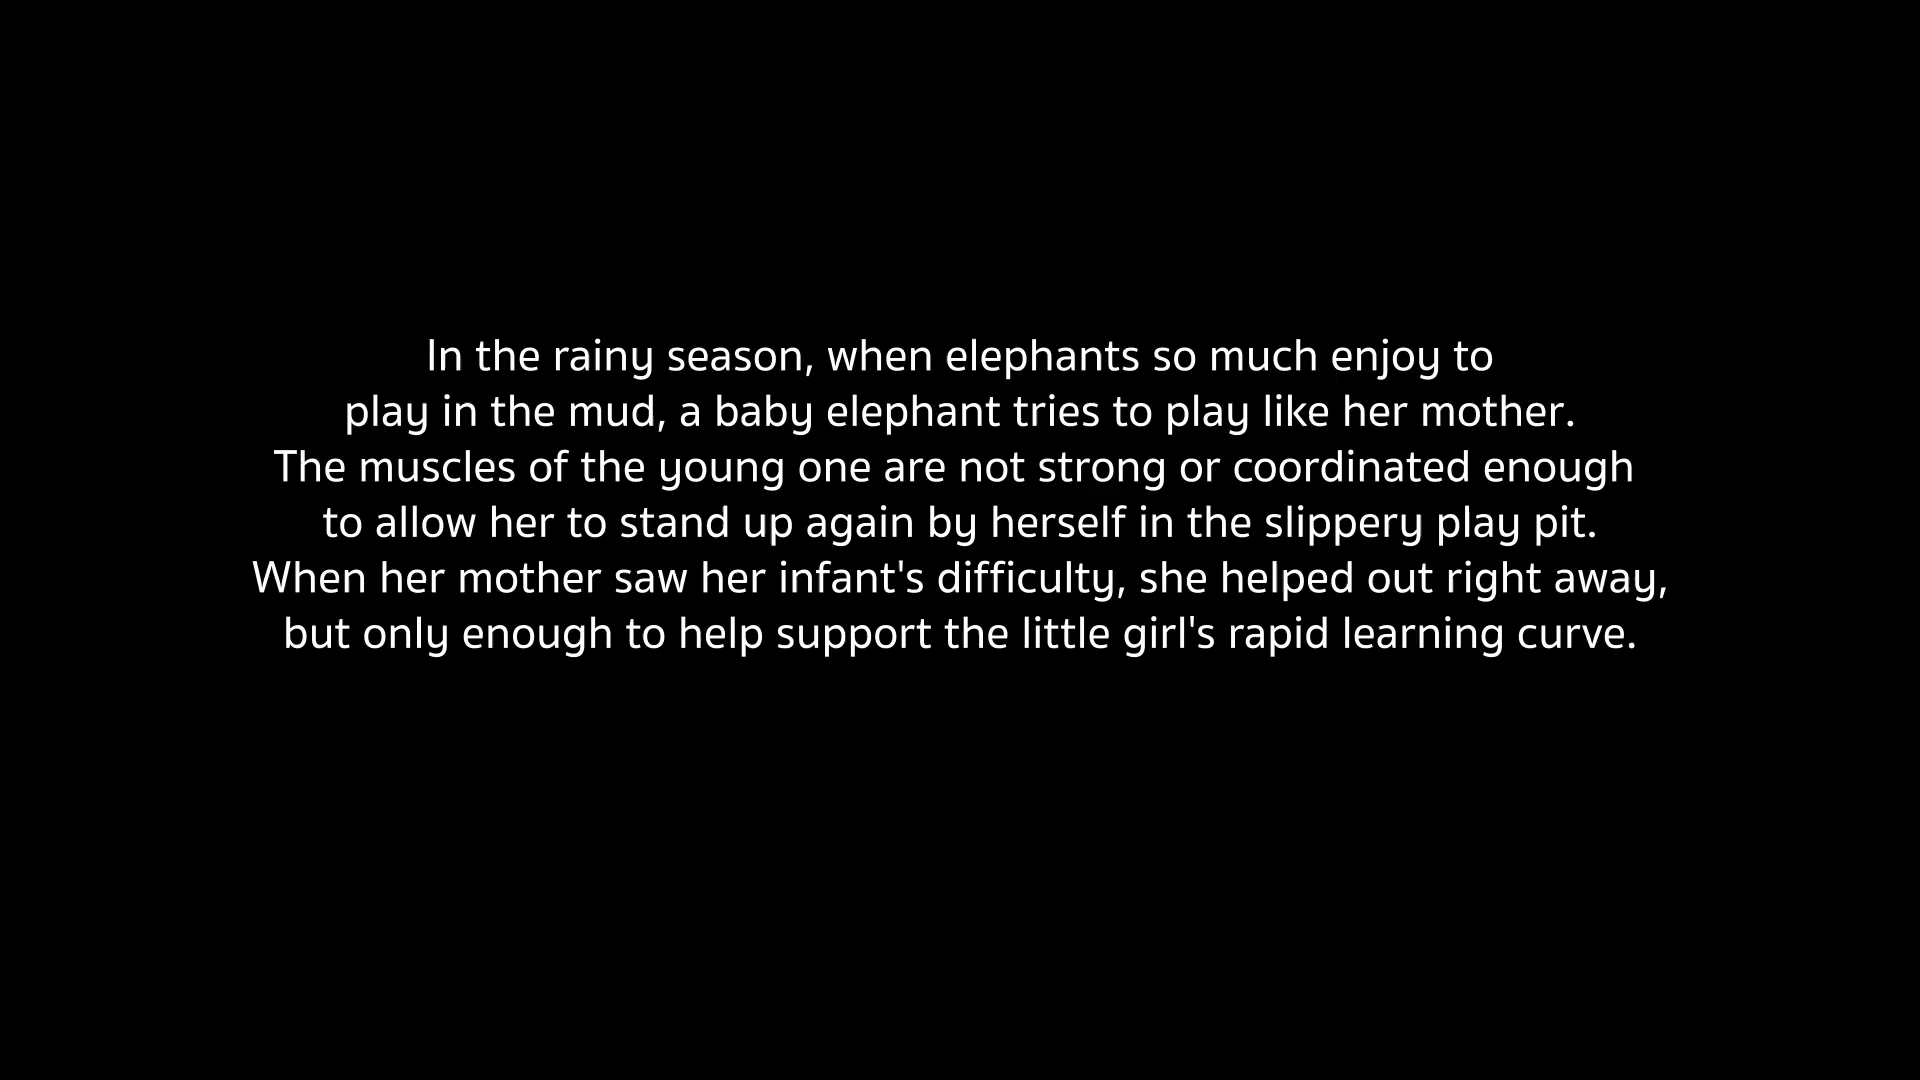 In the rainy season, when elephants so much enjoy to
play in the mud, a baby elephant tries to play like her mother.
The muscles of the young one are not strong or coordinated enough
to allow her to stand up again by herself in the slippery play pit.
When her mother saw her infant's difficulty, she helped out right away,
but only enough to help support the little girl's rapid learning curve.